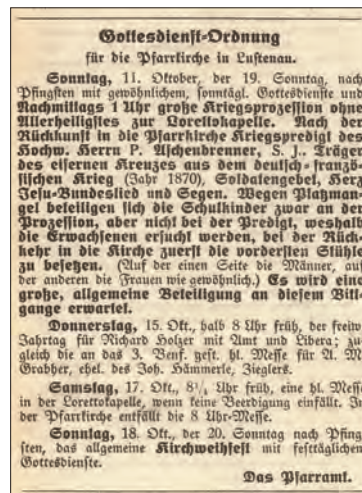 Gottesdienst-Ordnung
für die Pfarrkirche in Lustenau.
Sonntag, 11. Oktober, der 19. Sonntag, nach
Pfingsten mit gewöhnlichem, sonntägl. Gottesdienste und
Nachmittags 1 Uhr große Kriegsprozession ohne
Allerheiligstes zur Lorettokapelle. Nach der
Rückkunft in die Pfarrkirche Kriegspredigt des
Hochw. Herrn P. Aschenbrenner, S. J., Träger
des eisernen Kreuzes aus dem deutsch-franzö-
sischen Krieg (Jahr 1870), Soldatengebet, Herz
Jesu-Bundeslied und Segen. Wegen Platzman-
gel beteiligen sich die Schulkinder zwar an der
Prozession, aber nicht bei der Predigt, weshalb
die Erwachsenen ersucht werden, bei der Rück-
kehr in die Kirche zuerst die vordersten Stühle
zu besetzen. (Auf der einen Seite die Männer, auf
der anderen die Frauen wie gewöhnlich.) Es wird eine
große, allgemeine Beteiligung an diesem Bitt-
gange erwartet.
Donnerstag, 15. Okt., halb 8 Uhr früh, der freiw.
Jahrtag für Richard Holzer mit Amt und Libera; zu-
gleich die an das 3. Benf. gest. hl. Messe für A. M.
Grabher, ehel. des Joh. Hämmerle, Zieglers.
Samstag, 17. Okt., 8¼ Uhr früh, eine hl. Messe
in der Lorettokapelle, wenn keine Beerdigung einfällt. In
der Pfarrkirche entfällt die 8 Uhr-Messe.
Sonntag, 18. Okt., der 20. Sonntag nach Pfing-
sten, das allgemeine Kirchweihfest mit festtäglichen
Gottesdienste.
Das Pfarramt.